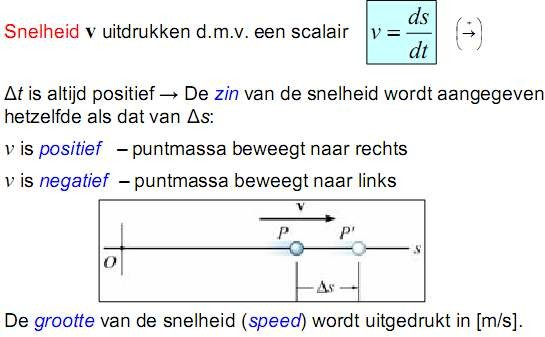 Snelheid v uitdrukken d.m.v. een scalair v = ds/dt (→⁺)
Δt is altijd positief → De zin van de snelheid wordt aangegeven
hetzelfde als dat van Δs:
v is positief – puntmassa beweegt naar rechts
v is negatief – puntmassa beweegt naar links
v
P P'
s
O
Δs
De grootte van de snelheid (speed) wordt uitgedrukt in [m/s].